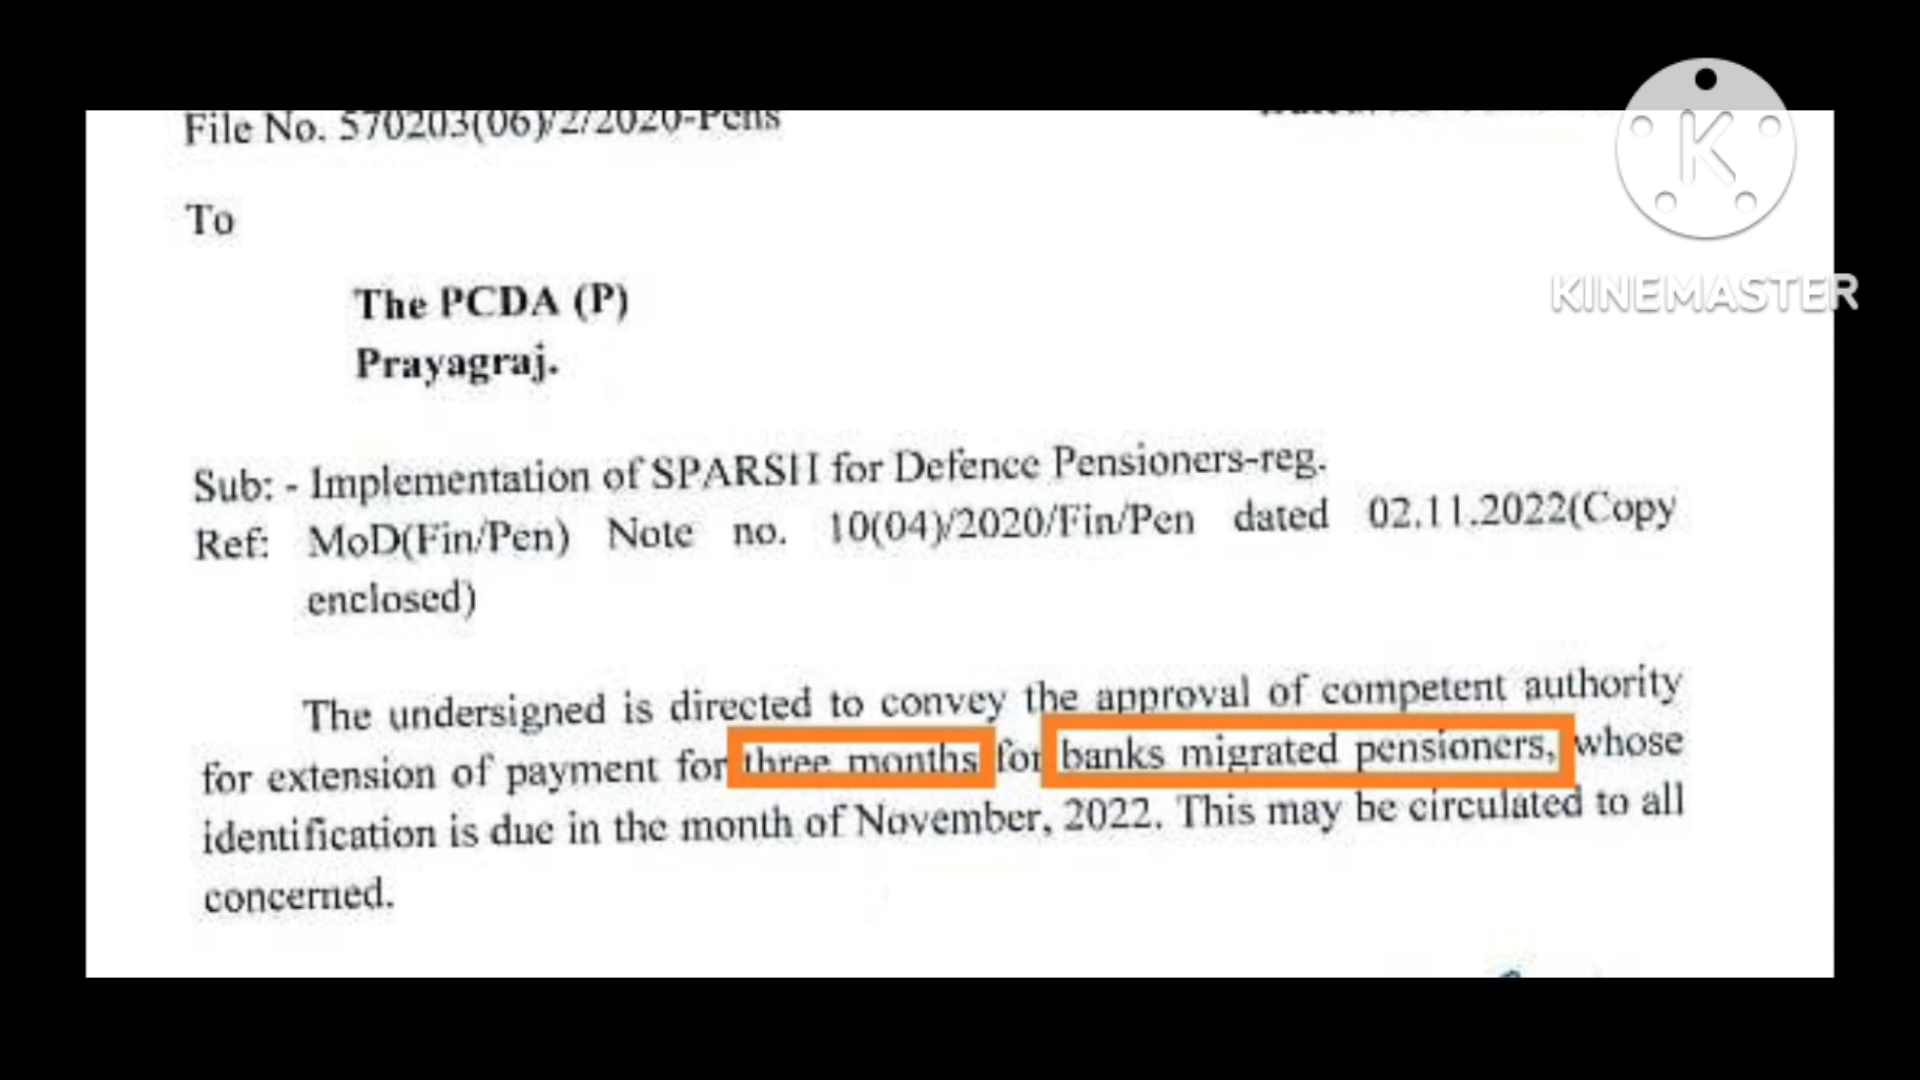 File No. 570203(06)/2/2020-Pens
K
KINEMASTER
To
The PCDA (P)
Prayagraj.
Sub: - Implementation of SPARSH for Defence Pensioners-reg.
Ref: MoD(Fin/Pen) Note no. 10(04)/2020/Fin/Pen dated 02.11.2022(Copy
enclosed)
The undersigned is directed to convey the approval of competent authority
for extension of payment for three months for banks migrated pensioners, whose
identification is due in the month of November, 2022. This may be circulated to all
concerned.